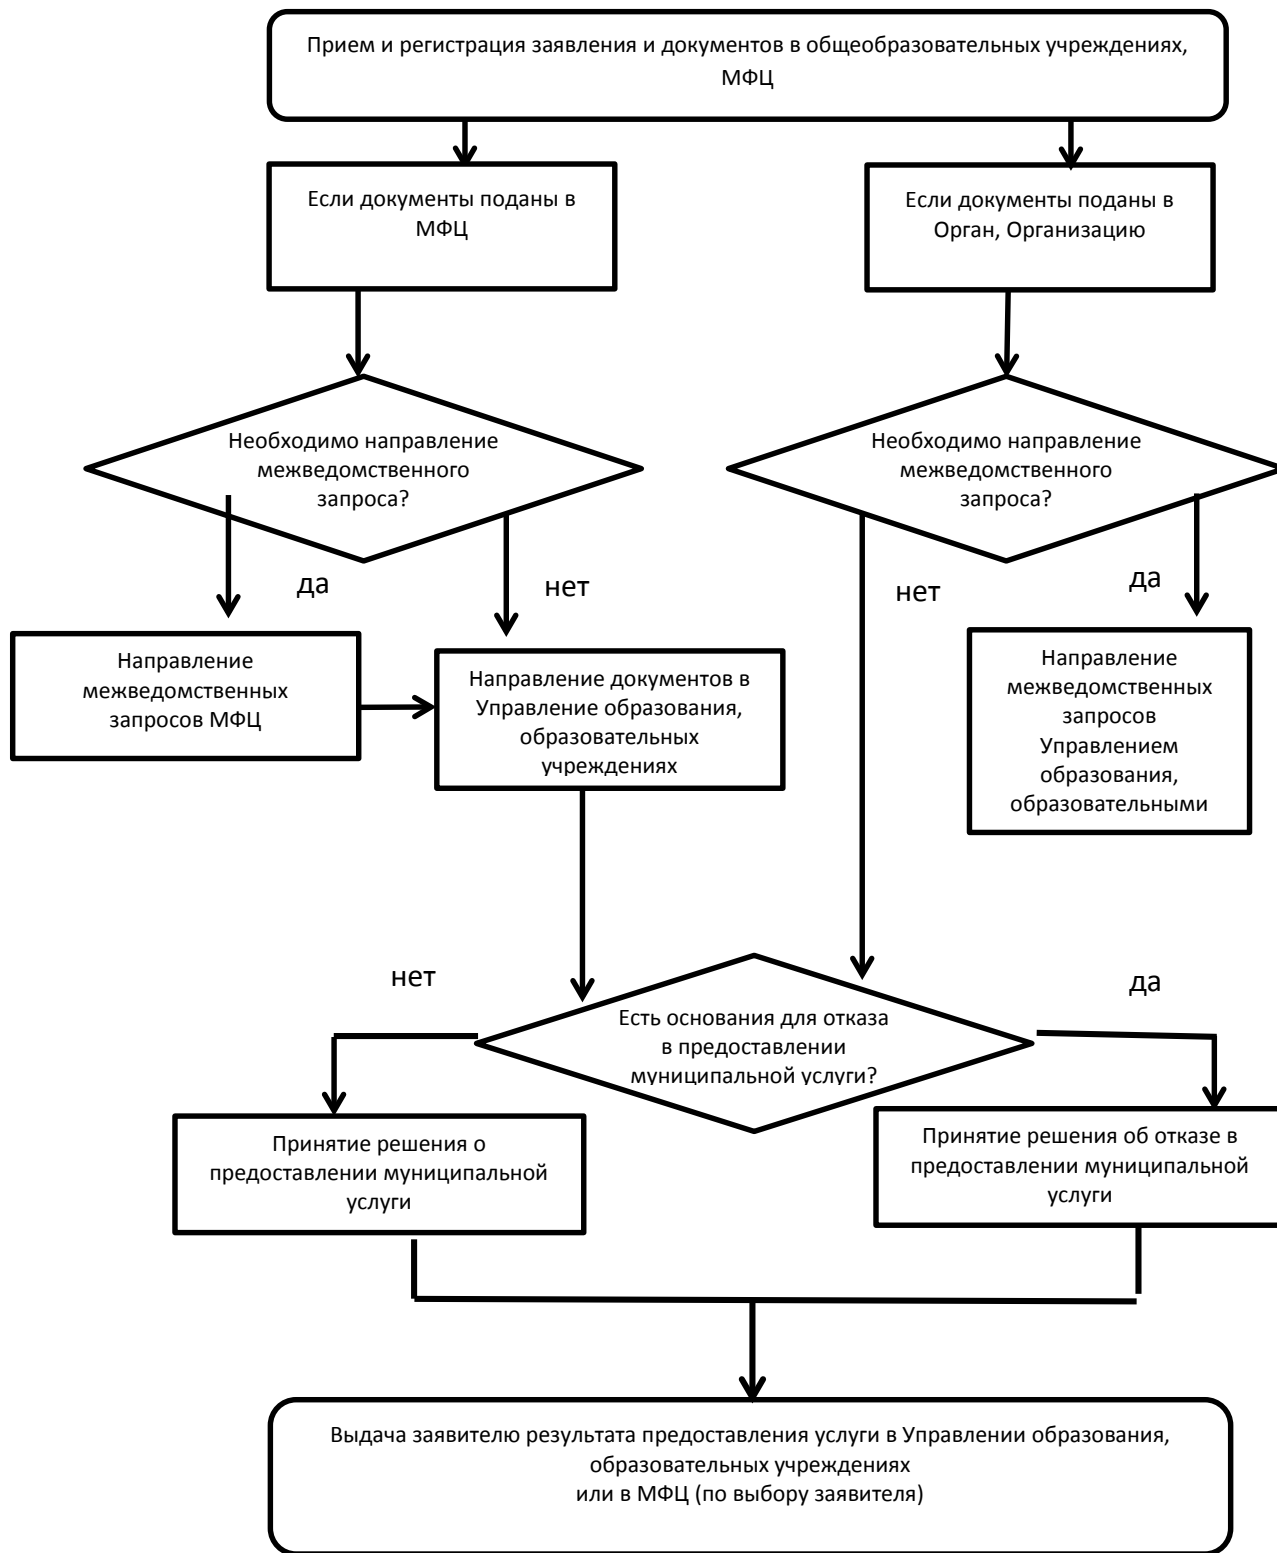 Прием и регистрация заявления и документов в общеобразовательных учреждениях,
МФЦ
Если документы поданы в
МФЦ
Если документы поданы в
Орган, Организацию
Необходимо направление
межведомственного
запроса?
Необходимо направление
межведомственного
запроса?
да
нет
нет
да
Направление
межведомственных
запросов МФЦ
Направление документов в
Управление образования,
образовательных
учреждениях
Направление
межведомственных
запросов
Управлением
образования,
образовательными
нет
да
Есть основания для отказа
в предоставлении
муниципальной услуги?
Принятие решения о
предоставлении муниципальной
услуги
Принятие решения об отказе в
предоставлении муниципальной
услуги
Выдача заявителю результата предоставления услуги в Управлении образования,
образовательных учреждениях
или в МФЦ (по выбору заявителя)